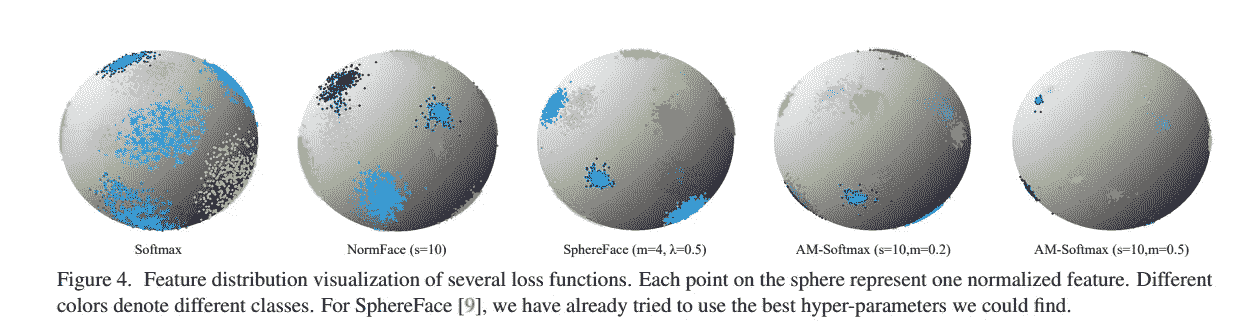 Softmax
NormFace (s=10)
SphereFace (m=4, λ=0.5)
AM-Softmax (s=10,m=0.2)
AM-Softmax (s=10,m=0.5)
Figure 4. Feature distribution visualization of several loss functions. Each point on the sphere represent one normalized feature. Different
colors denote different classes. For SphereFace [9], we have already tried to use the best hyper-parameters we could find.